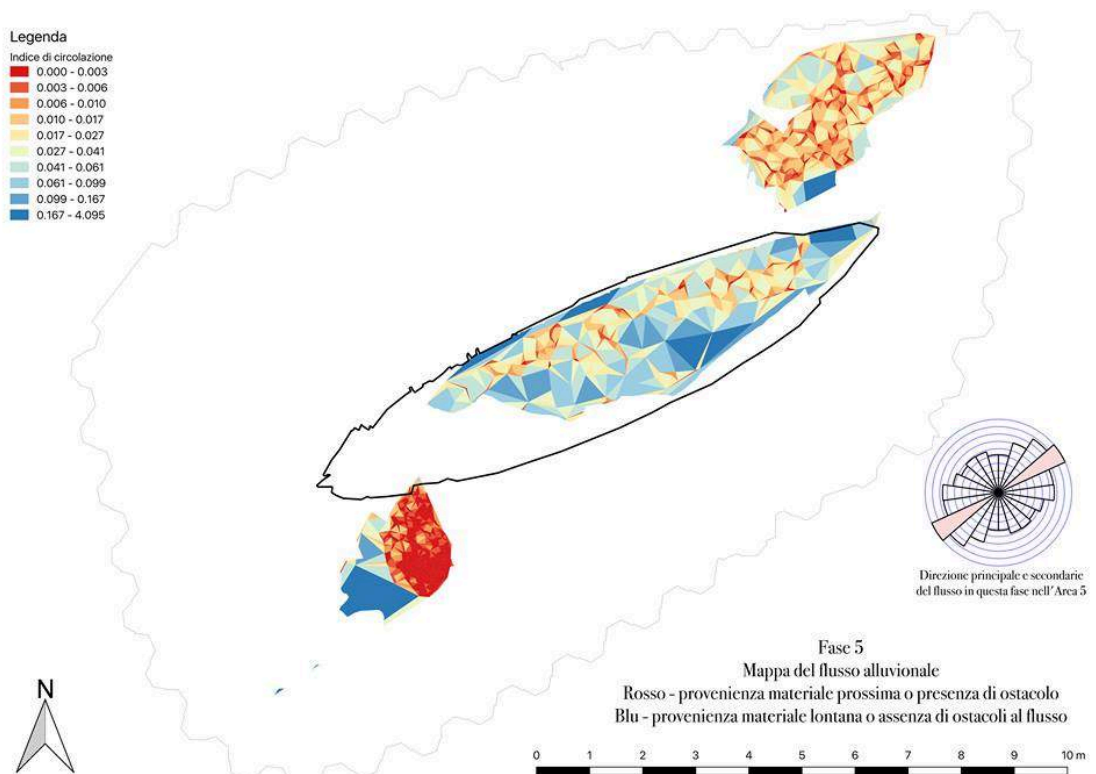 Legenda
Indice di circolazione
0.000 - 0.003
0.003 - 0.006
0.006 - 0.010
0.010 - 0.017
0.017 - 0.027
0.027 - 0.041
0.041 - 0.061
0.061 - 0.099
0.099 - 0.167
0.167 - 4.095
Direzione principale e secondarie
del flusso in questa fase nell'Area 5
Fase 5
Mappa del flusso alluvionale
Rosso - provenienza materiale prossima o presenza di ostacolo
Blu - provenienza materiale lontana o assenza di ostacoli al flusso
N
0 1 2 3 4 5 6 7 8 9 10 m